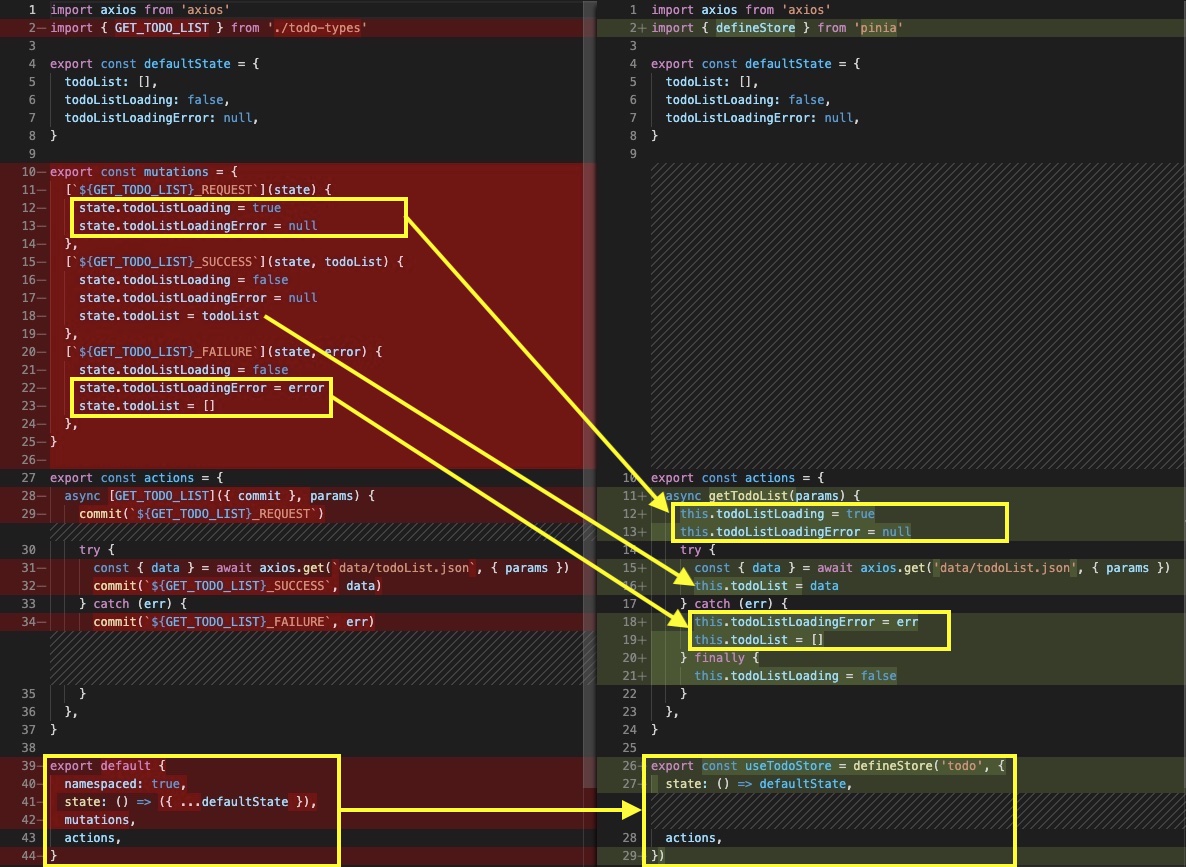 1 import axios from 'axios'
2— import { GET_TODO_LIST } from './todo-types'
3
4 export const defaultState = {
5 todoList: [],
6 todoListLoading: false,
7 todoListLoadingError: null,
8 }
9
10— export const mutations = {
11— [`${GET_TODO_LIST}_REQUEST`](state) {
12— state.todoListLoading = true
13— state.todoListLoadingError = null
14— },
15— [`${GET_TODO_LIST}_SUCCESS`](state, todoList) {
16— state.todoListLoading = false
17— state.todoListLoadingError = null
18— state.todoList = todoList
19— },
20— [`${GET_TODO_LIST}_FAILURE`](state, error) {
21— state.todoListLoading = false
22— state.todoListLoadingError = error
23— state.todoList = []
24— },
25— }
26—
27 export const actions = {
28— async [GET_TODO_LIST]({ commit }, params) {
29— commit(`${GET_TODO_LIST}_REQUEST`)
30 try {
31— const { data } = await axios.get(`data/todoList.json`, { params })
32— commit(`${GET_TODO_LIST}_SUCCESS`, data)
33 } catch (err) {
34— commit(`${GET_TODO_LIST}_FAILURE`, err)
35 }
36 },
37 }
38
39— export default {
40— namespaced: true,
41— state: () => ({ ...defaultState }),
42— mutations,
43 actions,
44— }
1 import axios from 'axios'
2+ import { defineStore } from 'pinia'
3
4 export const defaultState = {
5 todoList: [],
6 todoListLoading: false,
7 todoListLoadingError: null,
8 }
9
10 export const actions = {
11+ async getTodoList(params) {
12+ this.todoListLoading = true
13+ this.todoListLoadingError = null
14 try {
15+ const { data } = await axios.get('data/todoList.json', { params })
16+ this.todoList = data
17 } catch (err) {
18+ this.todoListLoadingError = err
19+ this.todoList = []
20+ } finally {
21+ this.todoListLoading = false
22 }
23 },
24 }
25
26+ export const useTodoStore = defineStore('todo', {
27+ state: () => defaultState,
28 actions,
29+ })